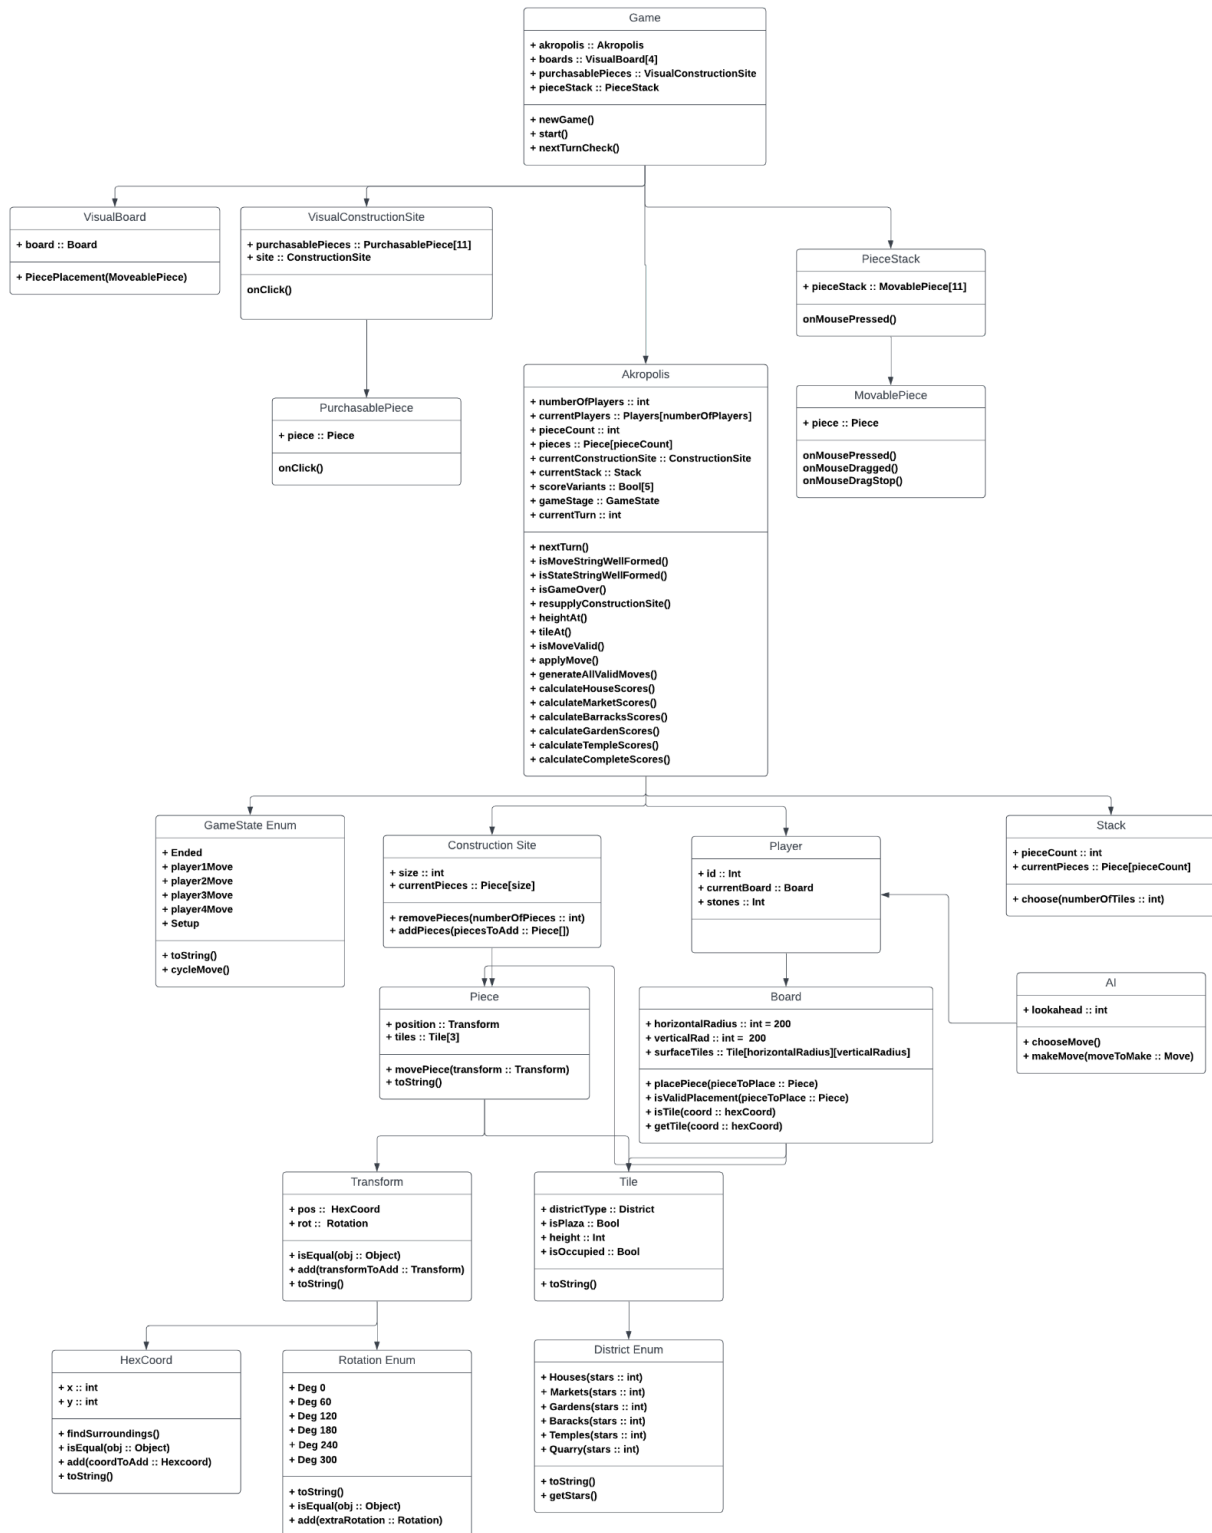 Game
+ akropolis :: Akropolis
+ boards :: VisualBoard[4]
+ purchasablePieces :: VisualConstructionSite
+ pieceStack :: PieceStack
+ newGame()
+ start()
+ nextTurnCheck()
VisualBoard
+ board :: Board
+ PiecePlacement(MoveablePiece)
VisualConstructionSite
+ purchasablePieces :: PurchasablePiece[11]
+ site :: ConstructionSite
onClick()
PieceStack
+ pieceStack :: MovablePiece[11]
onMousePressed()
PurchasablePiece
+ piece :: Piece
onClick()
Akropolis
+ numberOfPlayers :: int
+ currentPlayers :: Players[numberOfPlayers]
+ pieceCount :: int
+ pieces :: Piece[pieceCount]
+ currentConstructionSite :: ConstructionSite
+ currentStack :: Stack
+ scoreVariants :: Bool[5]
+ gameStage :: GameState
+ currentTurn :: int
+ nextTurn()
+ isMoveStringWellFormed()
+ isStateStringWellFormed()
+ isGameOver()
+ resupplyConstructionSite()
+ heightAt()
+ tileAt()
+ isMoveValid()
+ applyMove()
+ generateAllValidMoves()
+ calculateHouseScores()
+ calculateMarketScores()
+ calculateBarracksScores()
+ calculateGardenScores()
+ calculateTempleScores()
+ calculateCompleteScores()
MovablePiece
+ piece :: Piece
onMousePressed()
onMouseDragged()
onMouseDragStop()
GameState Enum
+ Ended
+ player1Move
+ player2Move
+ player3Move
+ player4Move
+ Setup
+ toString()
+ cycleMove()
Construction Site
+ size :: int
+ currentPieces :: Piece[size]
+ removePieces(numberOfPieces :: int)
+ addPieces(piecesToAdd :: Piece[])
Player
+ id :: Int
+ currentBoard :: Board
+ stones :: Int
Stack
+ pieceCount :: int
+ currentPieces :: Piece[pieceCount]
+ choose(numberOfTiles :: int)
Piece
+ position :: Transform
+ tiles :: Tile[3]
+ movePiece(transform :: Transform)
+ toString()
Board
+ horizontalRadius :: int = 200
+ verticalRad :: int =  200
+ surfaceTiles :: Tile[horizontalRadius][verticalRadius]
+ placePiece(pieceToPlace :: Piece)
+ isValidPlacement(pieceToPlace :: Piece)
+ isTile(coord :: hexCoord)
+ getTile(coord :: hexCoord)
AI
+ lookahead :: int
+ chooseMove()
+ makeMove(moveToMake :: Move)
Transform
+ pos ::  HexCoord
+ rot ::  Rotation
+ isEqual(obj :: Object)
+ add(transformToAdd :: Transform)
+ toString()
Tile
+ districtType :: District
+ isPlaza :: Bool
+ height :: Int
+ isOccupied :: Bool
+ toString()
HexCoord
+ x :: int
+ y :: int
+ findSurroundings()
+ isEqual(obj :: Object)
+ add(coordToAdd :: Hexcoord)
+ toString()
Rotation Enum
+ Deg 0
+ Deg 60
+ Deg 120
+ Deg 180
+ Deg 240
+ Deg 300
+ toString()
+ isEqual(obj :: Object)
+ add(extraRotation :: Rotation)
District Enum
+ Houses(stars :: int)
+ Markets(stars :: int)
+ Gardens(stars :: int)
+ Baracks(stars :: int)
+ Temples(stars :: int)
+ Quarry(stars :: int)
+ toString()
+ getStars()